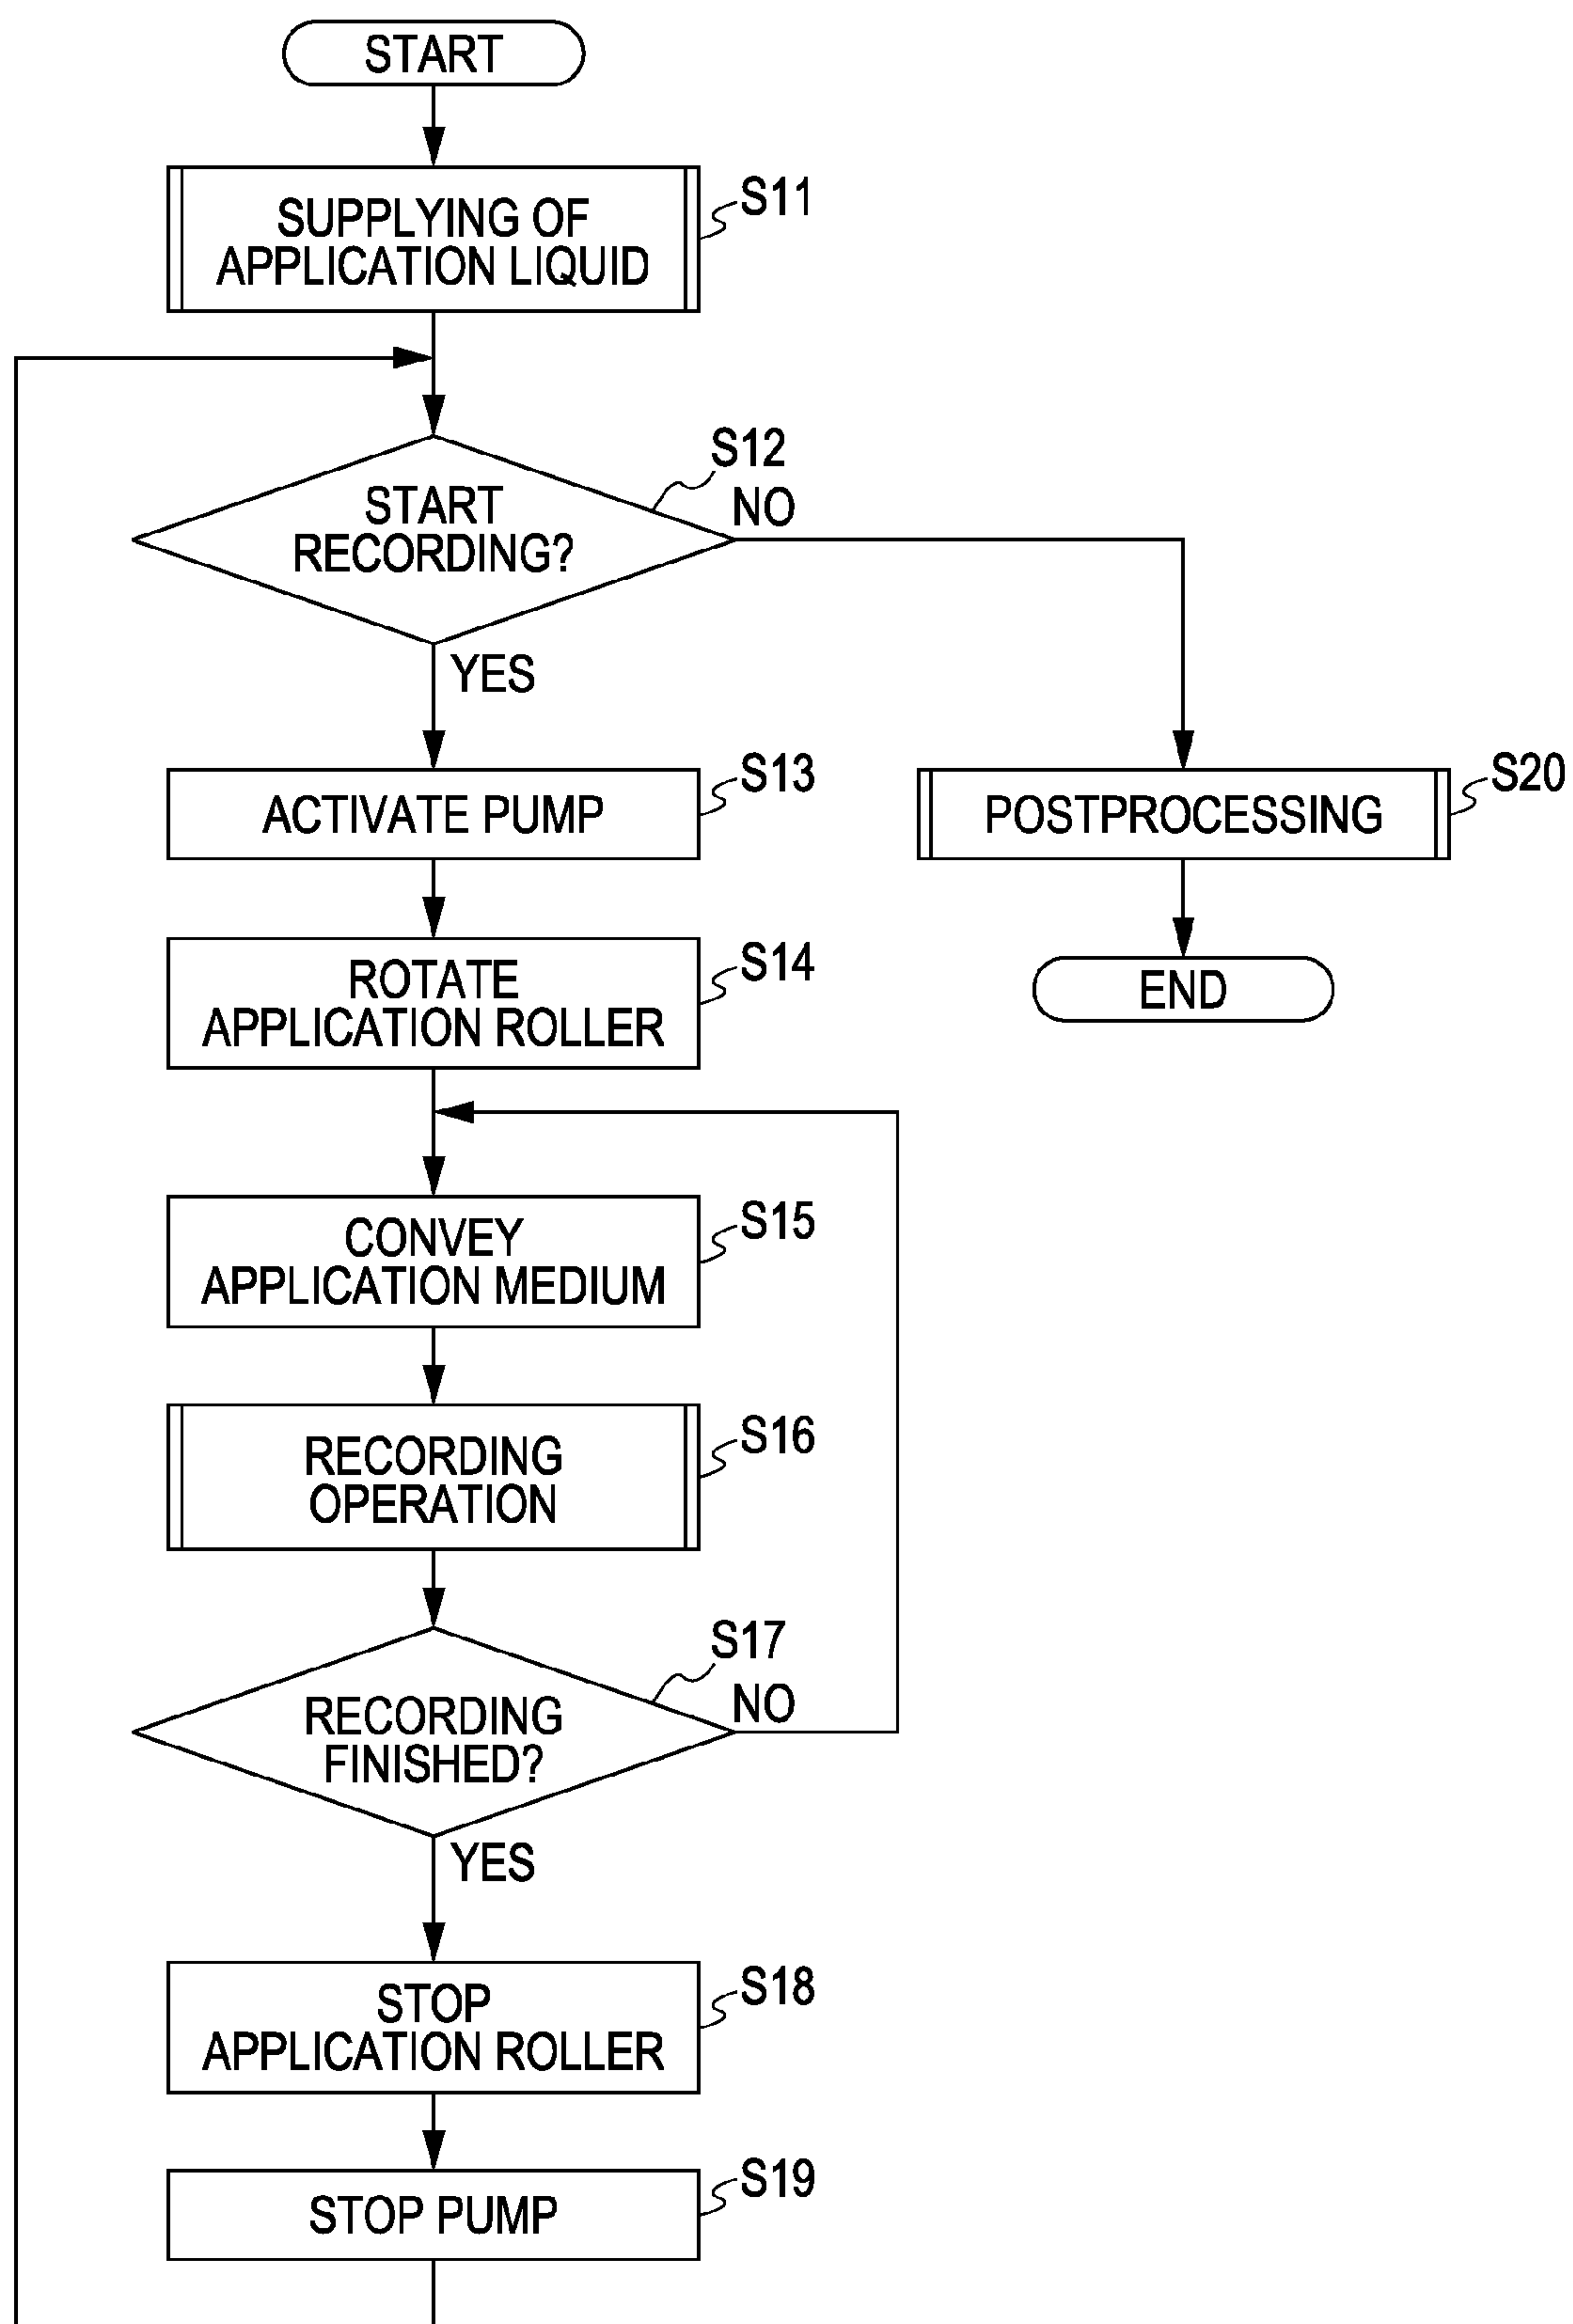 START
SUPPLYING OF
APPLICATION LIQUID
S11
START
RECORDING?
S12
NO
YES
ACTIVATE PUMP
S13
POSTPROCESSING
S20
ROTATE
APPLICATION ROLLER
S14
END
CONVEY
APPLICATION MEDIUM
S15
RECORDING
OPERATION
S16
RECORDING
FINISHED?
S17
NO
YES
STOP
APPLICATION ROLLER
S18
STOP PUMP
S19